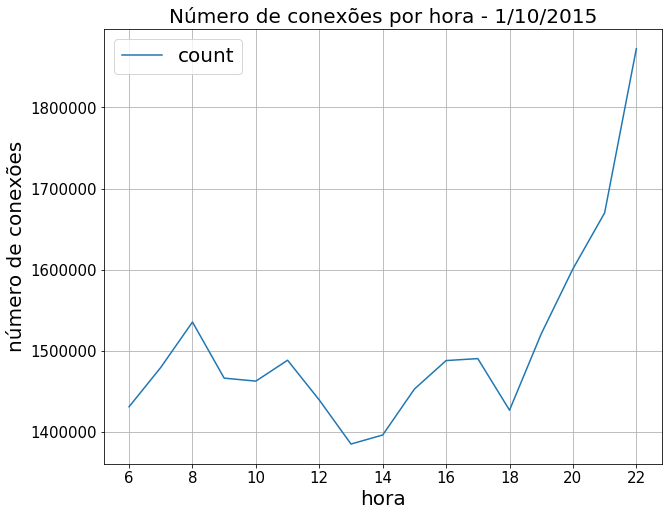 Número de conexões por hora - 1/10/2015
count
número de conexões
1800000
1700000
1600000
1500000
1400000
6 8 10 12 14 16 18 20 22
hora